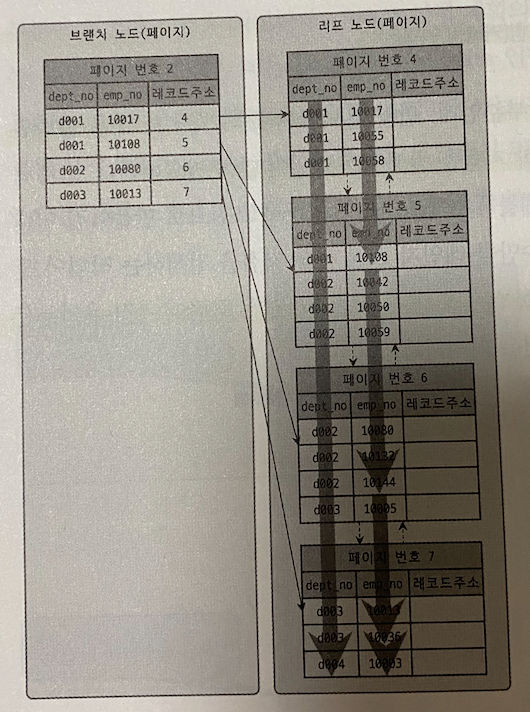 브랜치 노드(페이지)
페이지 번호 2
dept_no emp_no 레코드주소
d001 10017 4
d001 10108 5
d002 10080 6
d003 10013 7
리프 노드(페이지)
페이지 번호 4
dept_no emp_no 레코드주소
d001 10017
d001 10055
d001 10058
페이지 번호 5
dept_no emp_no 레코드주소
d001 10108
d002 10042
d002 10050
d002 10059
페이지 번호 6
dept_no emp_no 레코드주소
d002 10080
d002 10132
d002 10144
d003 10005
페이지 번호 7
dept_no emp_no 레코드주소
d003 10013
d003 10036
d004 10003